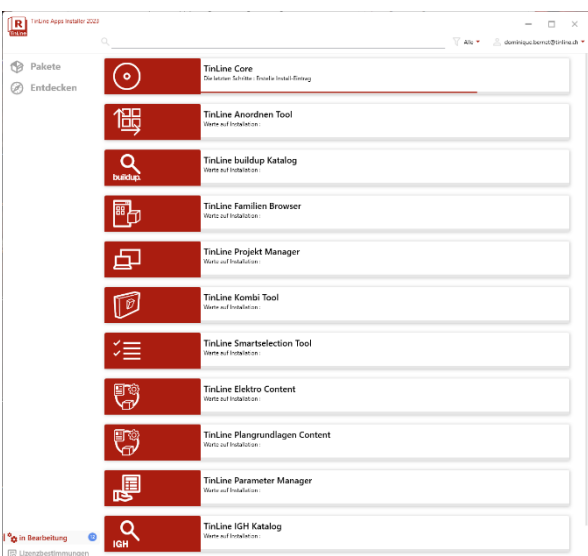 R
TinLine
TinLine Apps Installer 2023
Alle
dominique.bernet@tinline.ch
Pakete
Entdecken
TinLine Core
Die letzten Schritte : Erstelle Install-Eintrag
TinLine Anordnen Tool
Warte auf Installation :
buildup
TinLine buildup Katalog
Warte auf Installation :
TinLine Familien Browser
Warte auf Installation :
TinLine Projekt Manager
Warte auf Installation :
TinLine Kombi Tool
Warte auf Installation :
TinLine Smartselection Tool
Warte auf Installation :
TinLine Elektro Content
Warte auf Installation :
TinLine Plangrundlagen Content
Warte auf Installation :
TinLine Parameter Manager
Warte auf Installation :
IGH
TinLine IGH Katalog
Warte auf Installation :
in Bearbeitung
Lizenzbestimmungen